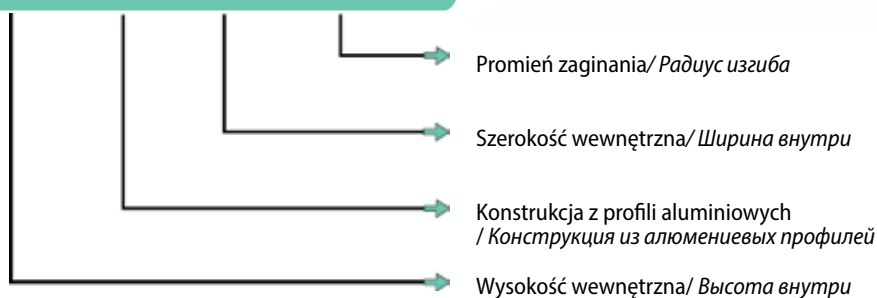 Promień zaginania/ Радиус изгиба
Szerokość wewnętrzna/ Ширина внутри
Konstrukcja z profili aluminiowych
/ Конструкция из алюмениевых профилей
Wysokość wewnętrzna/ Высота внутри